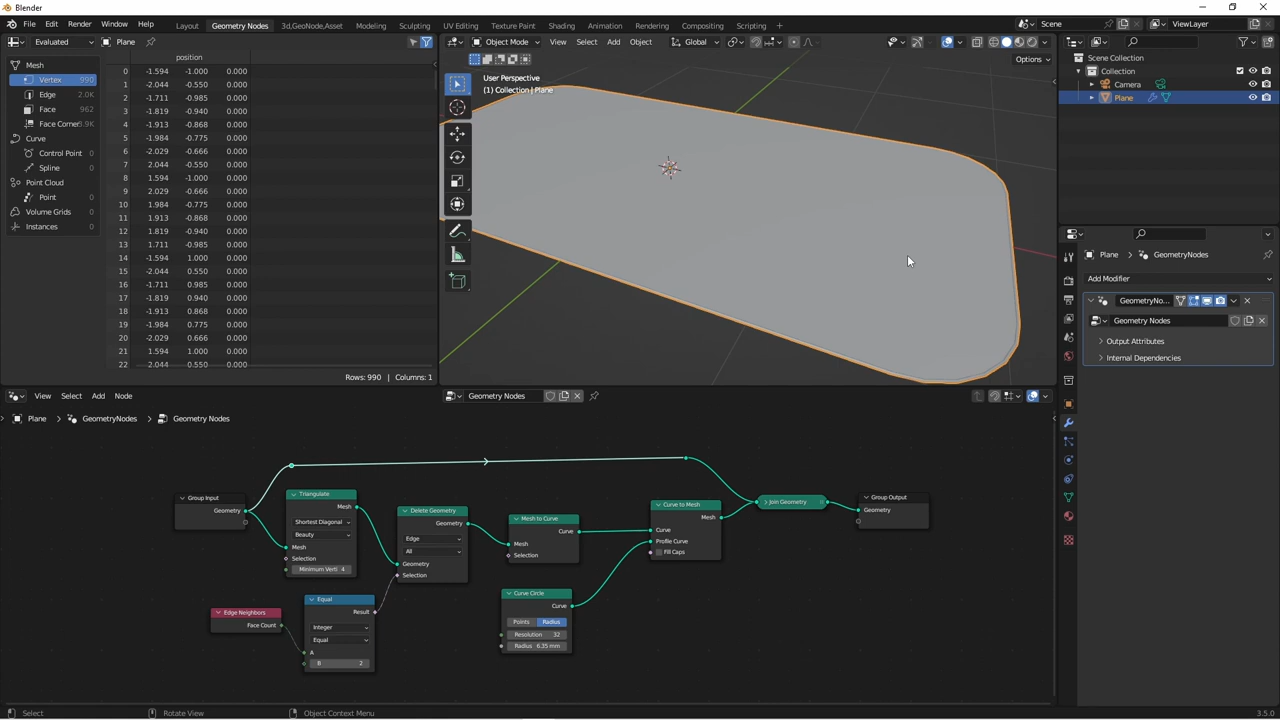 Blender
File Edit Render Window Help
Layout Geometry Nodes 3d,GeoNode,Asset Modeling Sculpting UV Editing Texture Paint Shading Animation Rendering Compositing Scripting +
Scene ViewLayer
Evaluated Plane
Object Mode View Select Add Object Global
Options
Scene Collection
Collection
Camera
Plane
position
Mesh
Vertex 990
Edge 2.0K
Face 962
Face Corner 3.9K
Curve
Control Point 0
Spline 0
Point Cloud
Point 0
Volume Grids 0
Instances 0
0 -1.594 -1.000 0.000
1 -2.044 -0.550 0.000
2 -1.711 -0.985 0.000
3 -1.819 -0.940 0.000
4 -1.913 -0.868 0.000
5 -1.984 -0.775 0.000
6 -2.029 -0.666 0.000
7 2.044 -0.550 0.000
8 1.594 -1.000 0.000
9 2.029 -0.666 0.000
10 1.984 -0.775 0.000
11 1.913 -0.868 0.000
12 1.819 -0.940 0.000
13 1.711 -0.985 0.000
14 -1.594 1.000 0.000
15 -2.044 0.550 0.000
16 -1.711 0.985 0.000
17 -1.819 0.940 0.000
18 -1.913 0.868 0.000
19 -1.984 0.775 0.000
20 -2.029 0.666 0.000
21 1.594 1.000 0.000
22 2.044 0.550 0.000
Rows: 990 | Columns: 1
User Perspective
(1) Collection | Plane
Plane > GeometryNodes
Add Modifier
GeometryNo...
Geometry Nodes
Output Attributes
Internal Dependencies
View Select Add Node
Geometry Nodes
Plane > GeometryNodes > Geometry Nodes
Group Input
Geometry
Triangulate
Mesh
Shortest Diagonal
Beauty
Mesh
Selection
Minimum Verti 4
Delete Geometry
Geometry
Edge
All
Geometry
Selection
Mesh to Curve
Curve
Mesh
Selection
Curve to Mesh
Mesh
Curve
Profile Curve
Fill Caps
Join Geometry
Group Output
Geometry
Edge Neighbors
Face Count
Equal
Result
Integer
Equal
A
B 2
Curve Circle
Curve
Points Radius
Resolution 32
Radius 6.35 mm
Select Rotate View Object Context Menu 3.5.0